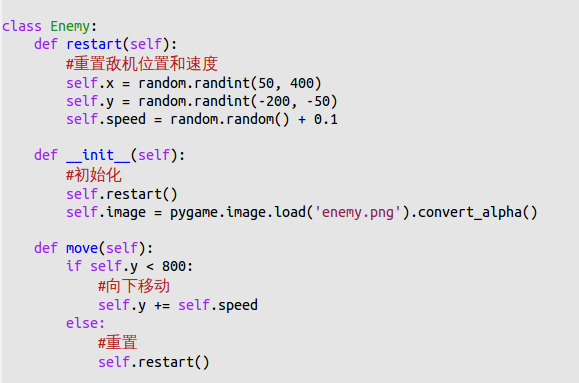 class Enemy:
    def restart(self):
        #重置敌机位置和速度
        self.x = random.randint(50, 400)
        self.y = random.randint(-200, -50)
        self.speed = random.random() + 0.1

    def __init__(self):
        #初始化
        self.restart()
        self.image = pygame.image.load('enemy.png').convert_alpha()

    def move(self):
        if self.y < 800:
            #向下移动
            self.y += self.speed
        else:
            #重置
            self.restart()